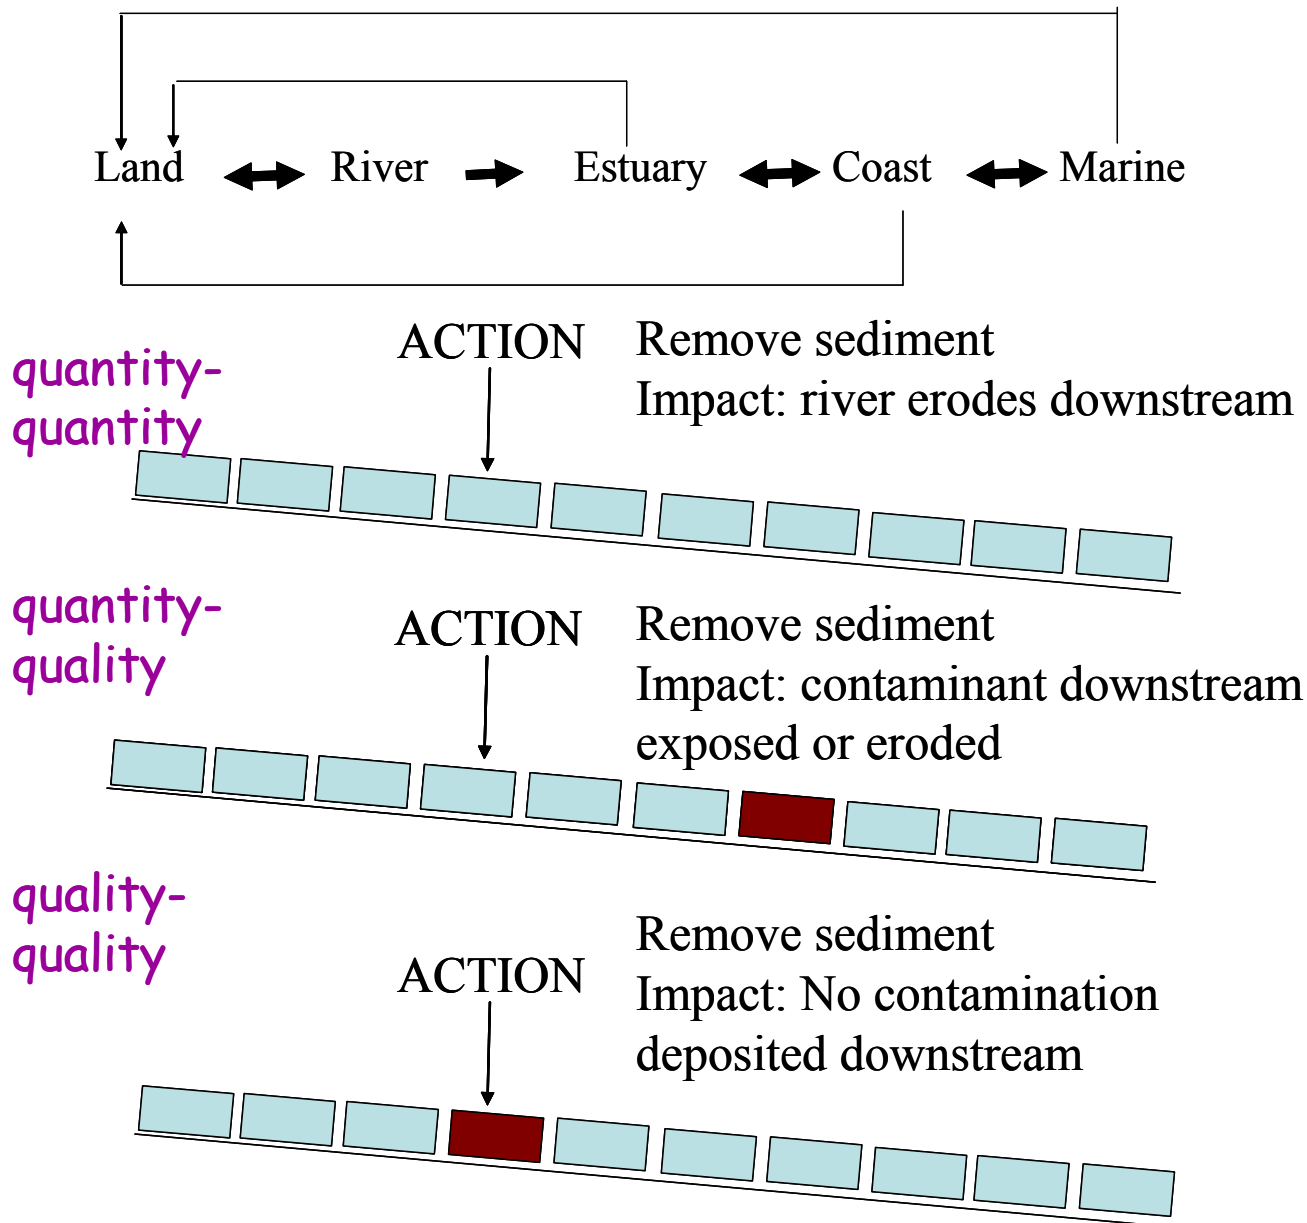 Land River Estuary Coast Marine
quantity-
quantity
ACTION
Remove sediment
Impact: river erodes downstream
quantity-
quality
ACTION
Remove sediment
Impact: contaminant downstream
exposed or eroded
quality-
quality
ACTION
Remove sediment
Impact: No contamination
deposited downstream